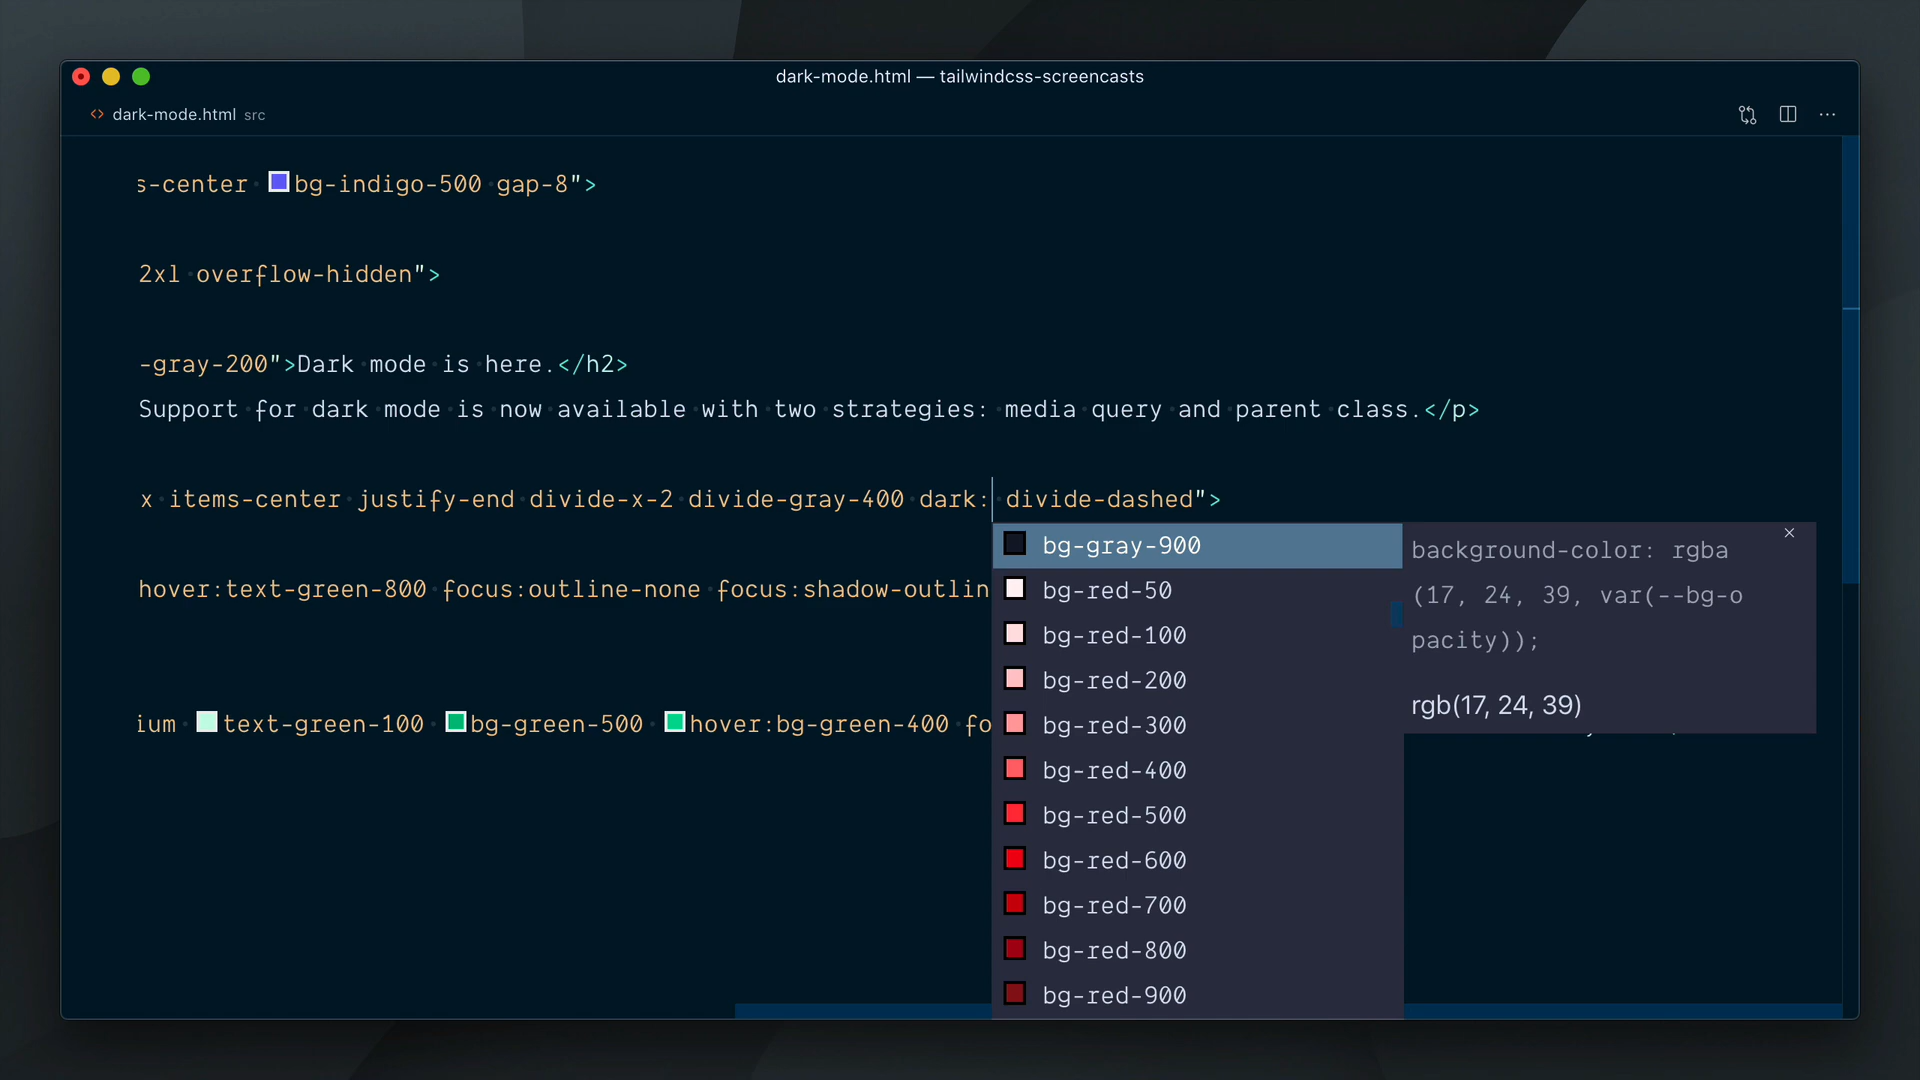 dark-mode.html — tailwindcss-screencasts
<> dark-mode.html src
s-center bg-indigo-500 gap-8">
2xl overflow-hidden">
-gray-200">Dark mode is here.</h2>
Support for dark mode is now available with two strategies: media query and parent class.</p>
x items-center justify-end divide-x-2 divide-gray-400 dark: divide-dashed">
hover:text-green-800 focus:outline-none focus:shadow-outlin
ium text-green-100 bg-green-500 hover:bg-green-400 fo
bg-gray-900
bg-red-50
bg-red-100
bg-red-200
bg-red-300
bg-red-400
bg-red-500
bg-red-600
bg-red-700
bg-red-800
bg-red-900
background-color: rgba
(17, 24, 39, var(--bg-o
pacity));
rgb(17, 24, 39)